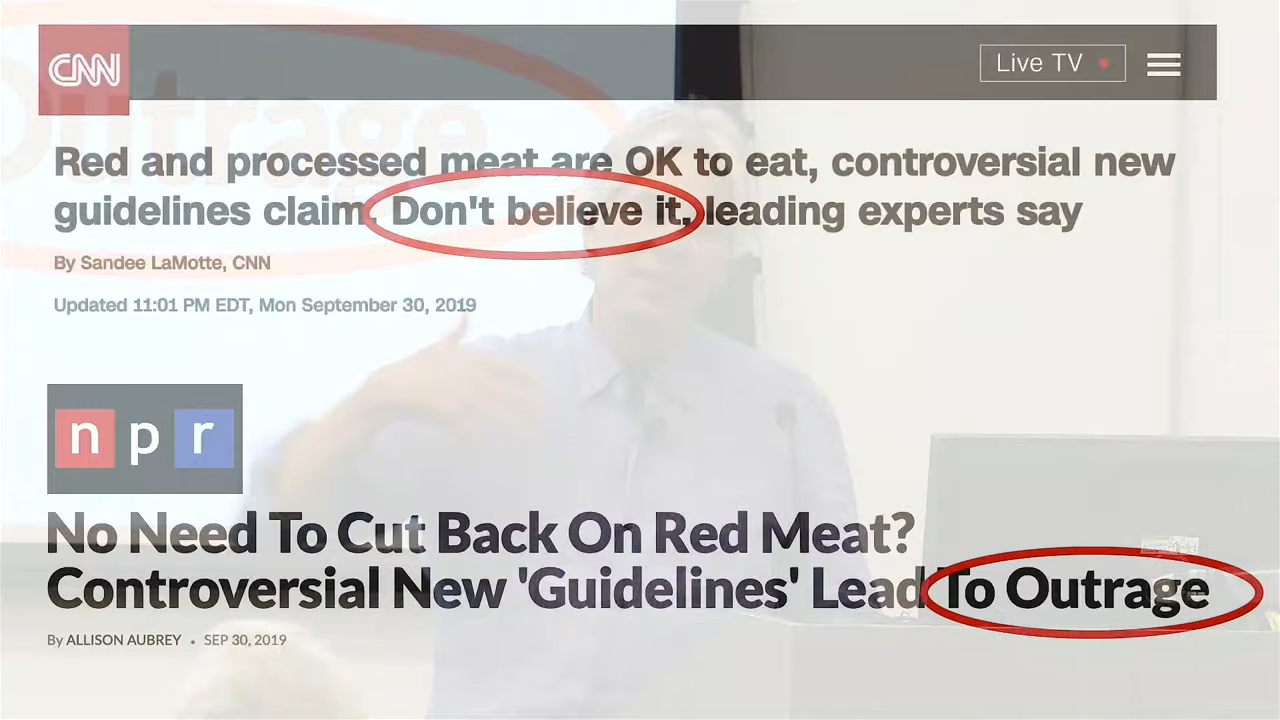 CNN
Live TV
Red and processed meat are OK to eat, controversial new
guidelines claim. Don't believe it, leading experts say
By Sandee LaMotte, CNN
Updated 11:01 PM EDT, Mon September 30, 2019
Outrage
npr
No Need To Cut Back On Red Meat?
Controversial New 'Guidelines' Lead To Outrage
By ALLISON AUBREY • SEP 30, 2019